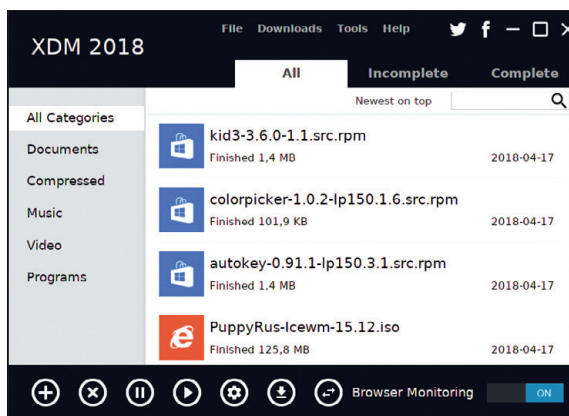 XDM 2018
File Downloads Tools Help
All Incomplete Complete
Newest on top
All Categories
Documents
Compressed
Music
Video
Programs
kid3-3.6.0-1.1.src.rpm
Finished 1,4 MB 2018-04-17
colorpicker-1.0.2-lp150.1.6.src.rpm
Finished 101,9 KB 2018-04-17
autokey-0.91.1-lp150.3.1.src.rpm
Finished 1,4 MB 2018-04-17
PuppyRus-Icewm-15.12.iso
Finished 125,8 MB 2018-04-17
Browser Monitoring ON